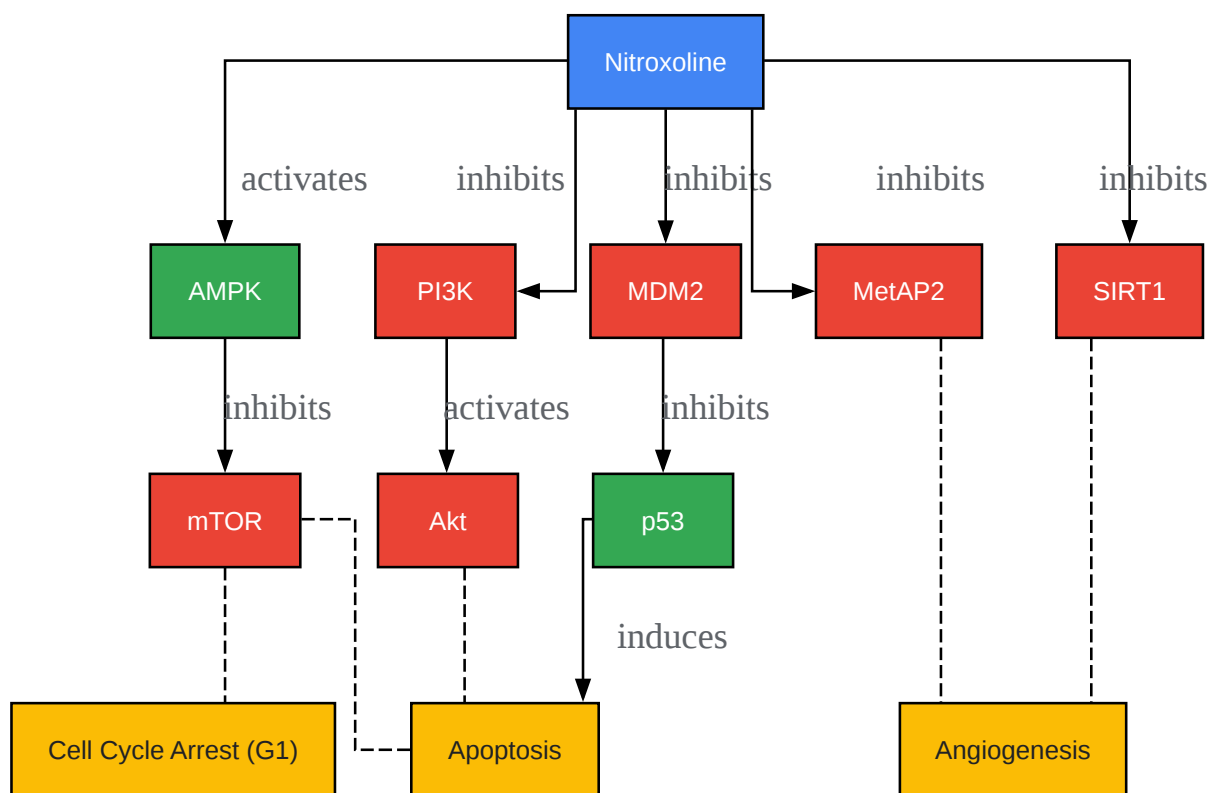 Nitroxoline
activates
inhibits
inhibits
inhibits
inhibits
AMPK
PI3K
MDM2
MetAP2
SIRT1
inhibits
activates
inhibits
mTOR
Akt
p53
induces
Cell Cycle Arrest (G1)
Apoptosis
Angiogenesis